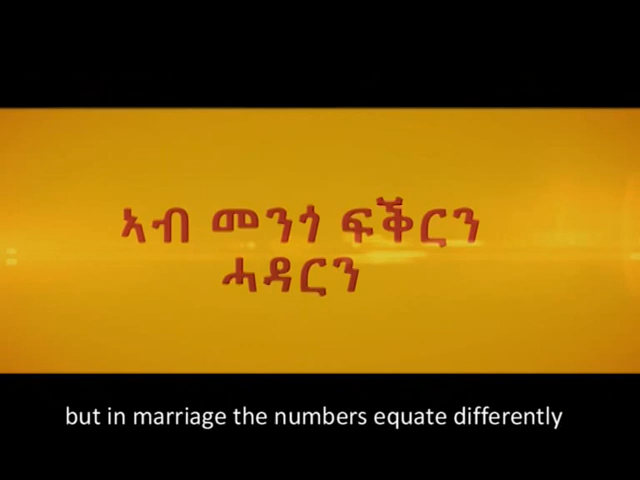 ኣብ መንጎ ፍቕርን
ሓዳርን
but in marriage the numbers equate differently